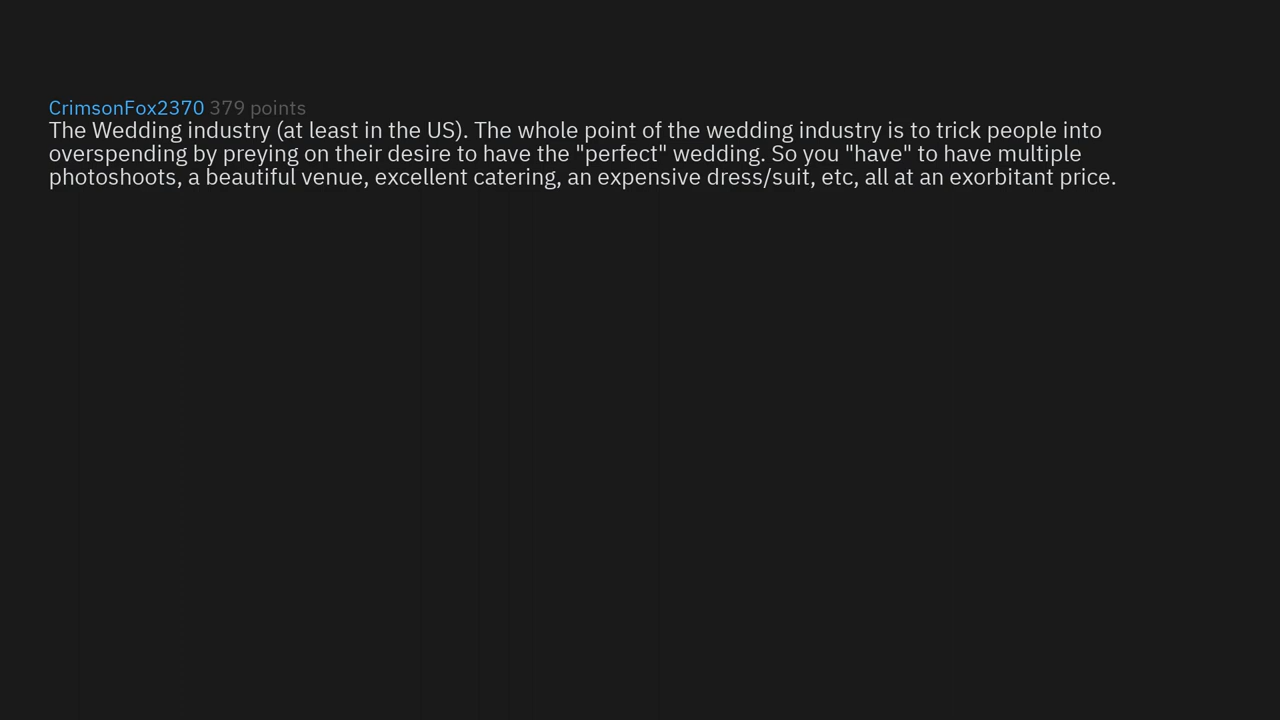 CrimsonFox2370 379 points
The Wedding industry (at least in the US). The whole point of the wedding industry is to trick people into
overspending by preying on their desire to have the "perfect" wedding. So you "have" to have multiple
photoshoots, a beautiful venue, excellent catering, an expensive dress/suit, etc, all at an exorbitant price.